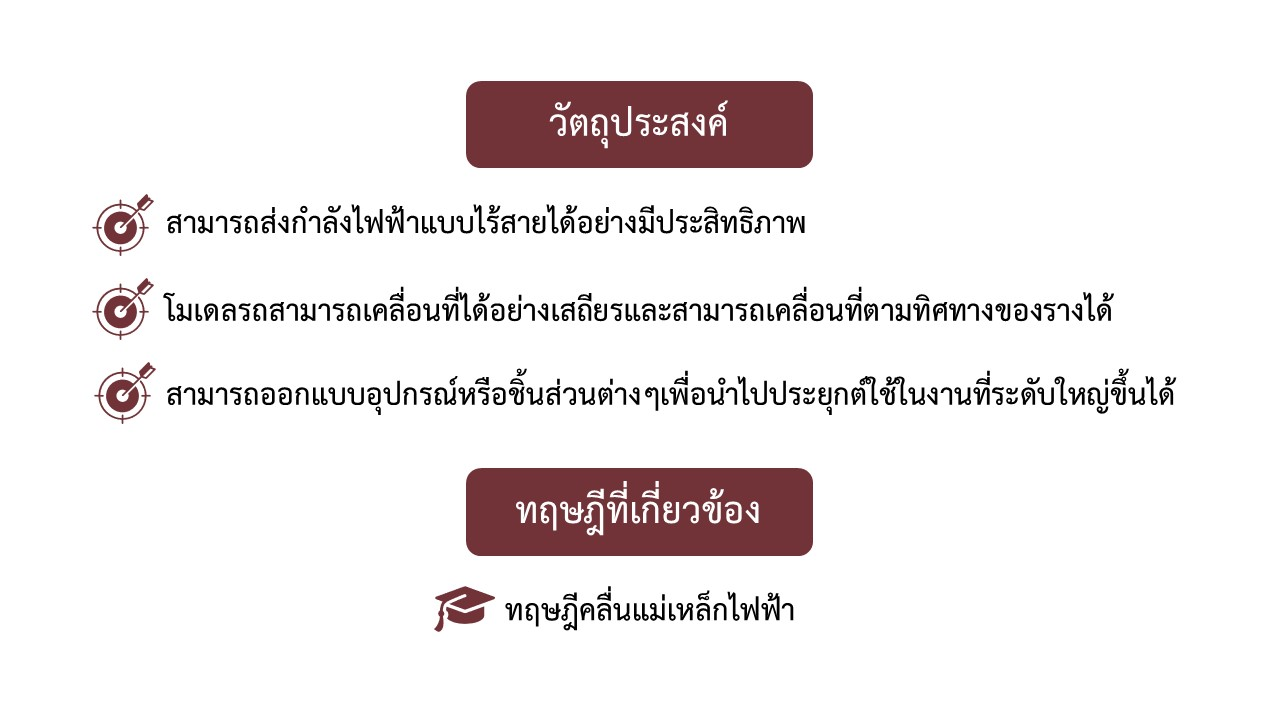 วัตถุประสงค์
สามารถส่งกำลังไฟฟ้าแบบไร้สายได้อย่างมีประสิทธิภาพ
โมเดลรถสามารถเคลื่อนที่ได้อย่างเสถียรและสามารถเคลื่อนที่ตามทิศทางของรางได้
สามารถออกแบบอุปกรณ์หรือชิ้นส่วนต่างๆเพื่อนำไปประยุกต์ใช้ในงานที่ระดับใหญ่ขึ้นได้
ทฤษฎีที่เกี่ยวข้อง
ทฤษฎีคลื่นแม่เหล็กไฟฟ้า